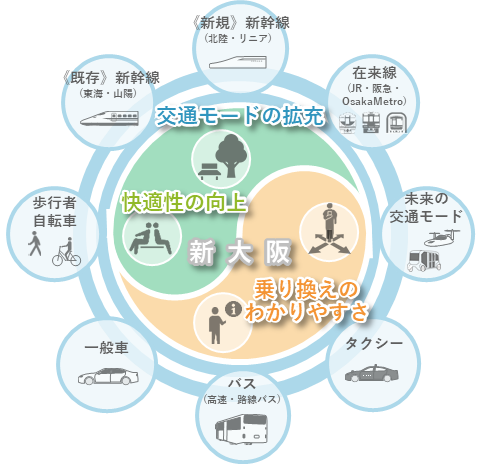 《新規》新幹線
（北陸・リニア）
《既存》新幹線
（東海・山陽）
在来線
（JR・阪急・
OsakaMetro）
交通モードの拡充
快適性の向上
歩行者
自転車
未来の
交通モード
新大阪
乗り換えの
わかりやすさ
一般車
タクシー
バス
（高速・路線バス）